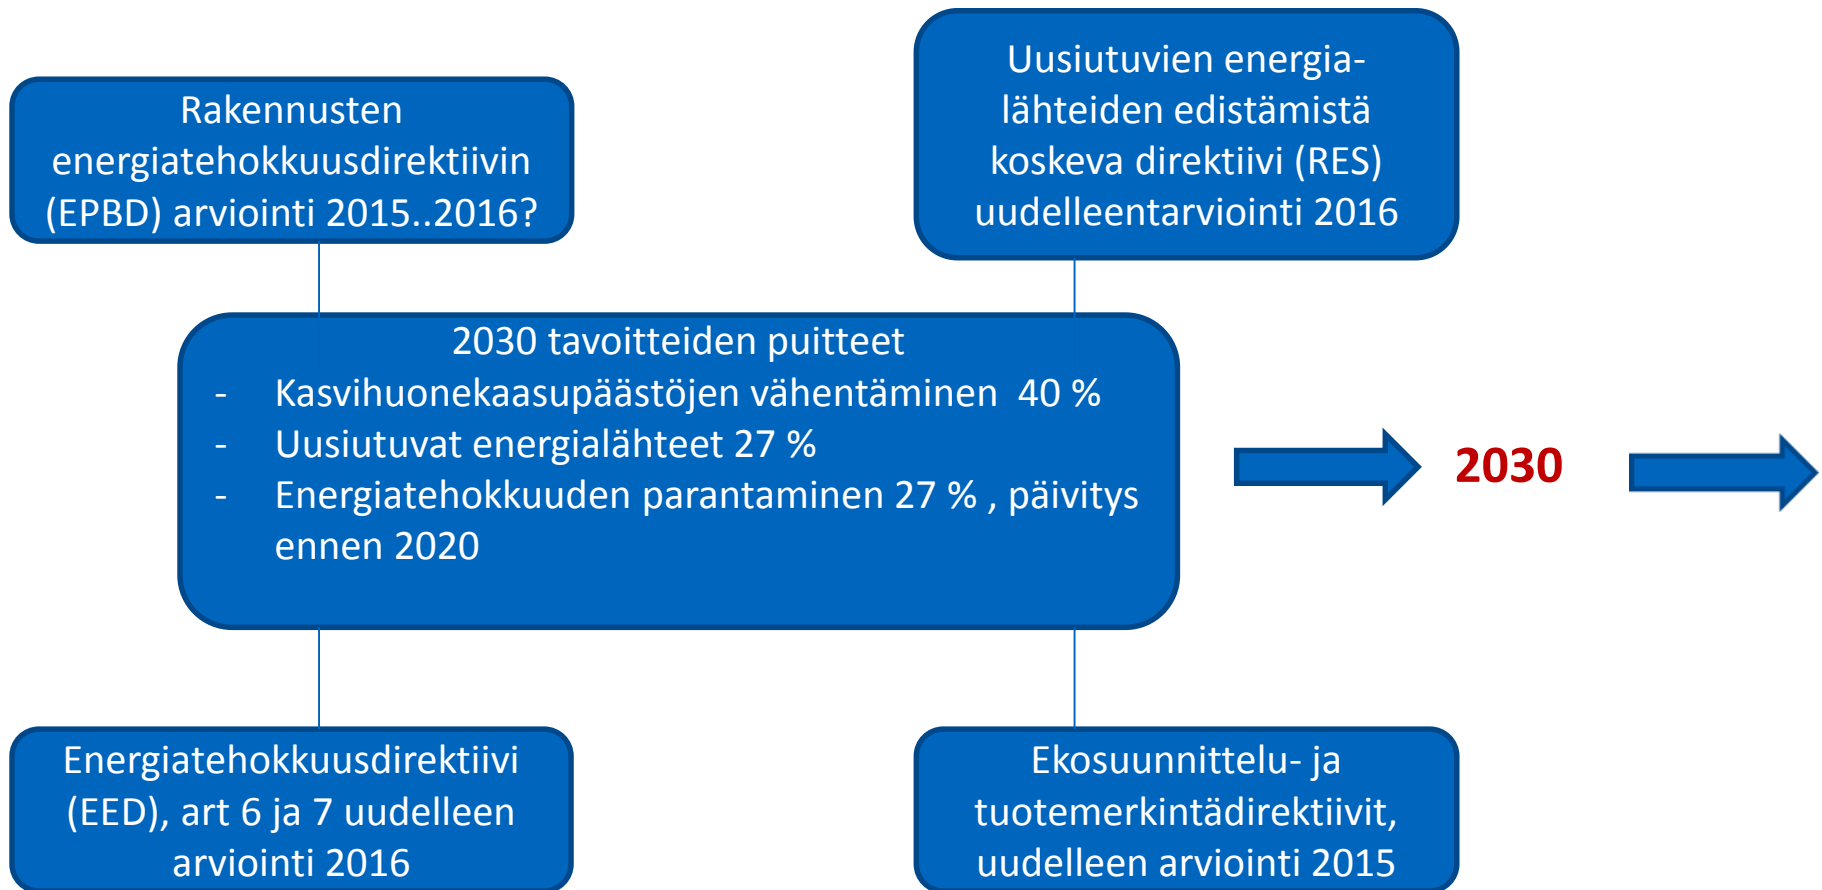 Rakennusten
energiatehokkuusdirektiivin
(EPBD) arviointi 2015..2016?
Uusiutuvien energia-
lähteiden edistämistä
koskeva direktiivi (RES)
uudelleentarviointi 2016
2030 tavoitteiden puitteet
- Kasvihuonekaasupäästöjen vähentäminen 40 %
- Uusiutuvat energialähteet 27 %
- Energiatehokkuuden parantaminen 27 % , päivitys
ennen 2020
2030
Energiatehokkuusdirektiivi
(EED), art 6 ja 7 uudelleen
arviointi 2016
Ekosuunnittelu- ja
tuotemerkintädirektiivit,
uudelleen arviointi 2015